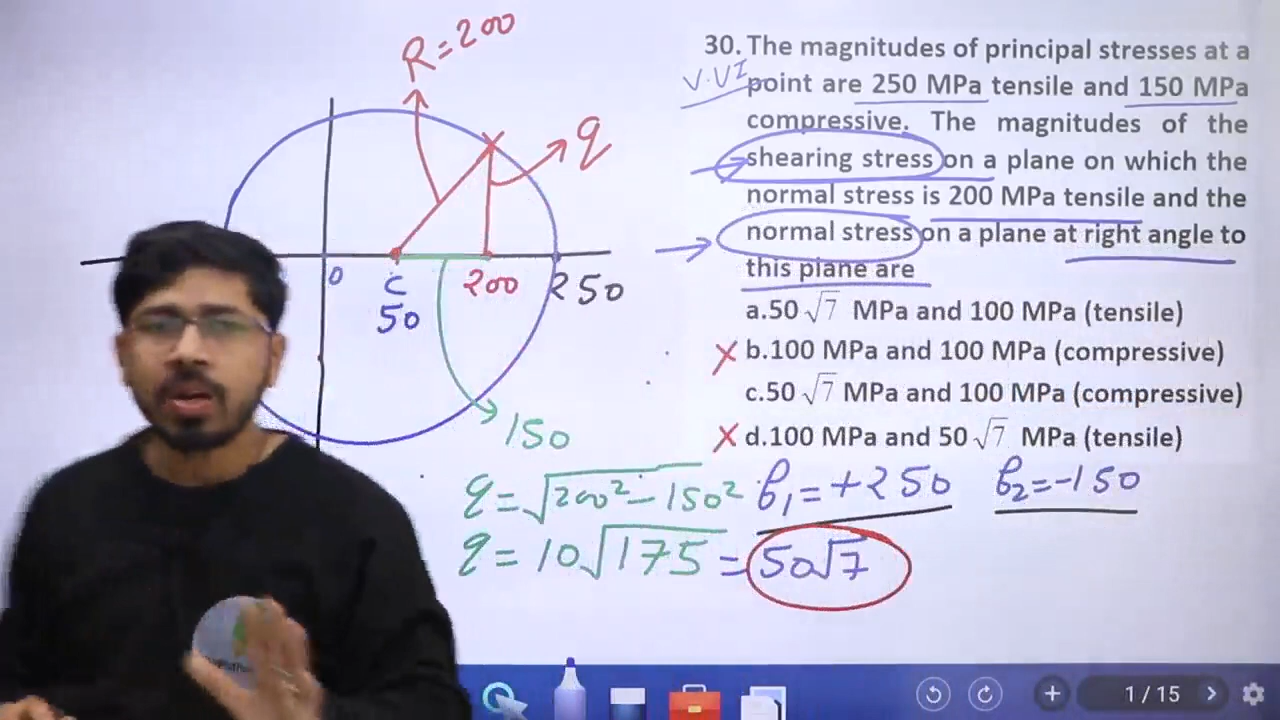 R=200
q
0
C
50
200
250
150
30. The magnitudes of principal stresses at a
V.VI
point are 250 MPa tensile and 150 MPa
compressive. The magnitudes of the
shearing stress on a plane on which the
normal stress is 200 MPa tensile and the
normal stress on a plane at right angle to
this plane are
a.50 √7 MPa and 100 MPa (tensile)
b.100 MPa and 100 MPa (compressive)
c.50 √7 MPa and 100 MPa (compressive)
d.100 MPa and 50 √7 MPa (tensile)
q = √200² - 150²
q = 10√175 = 50√7
β₁ = +250 β₂ = -150
1 / 15